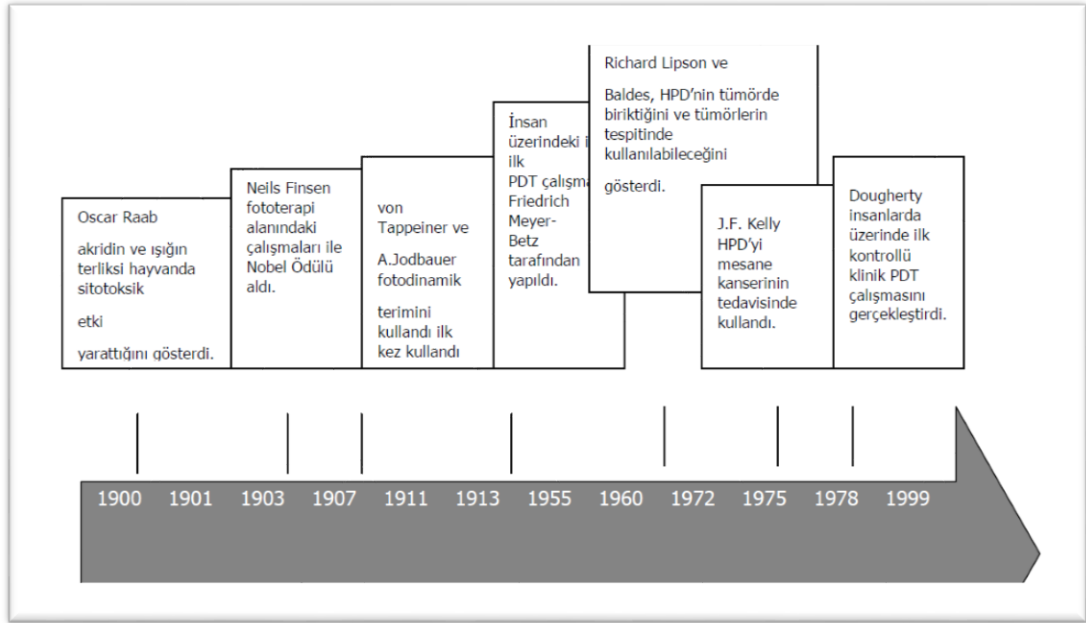 Oscar Raab
akridin ve ışığın
terliksi hayvanda
sitotoksik
etki
yarattığını gösterdi.
Neils Finsen
fototerapi
alanındaki
çalışmaları ile
Nobel Ödülü
aldı.
von
Tappeiner ve
A.Jodbauer
fotodinamik
terimini
kullandı ilk
kez kullandı
İnsan
üzerindeki
ilk
PDT
Friedrich
Meyer-
Betz
tarafından
yapıldı.
Richard Lipson ve
Baldes, HPD'nin tümörde
biriktiğini ve tümörlerin
tespitinde
kullanılabileceğini
gösterdi.
J.F. Kelly
HPD'yi
mesane
kanserinin
tedavisinde
kullandı.
Dougherty
insanlarda
üzerinde ilk
kontrollü
klinik PDT
çalışmasını
gerçekleştirdi.
1900 1901 1903 1907 1911 1913 1955 1960 1972 1975 1978 1999